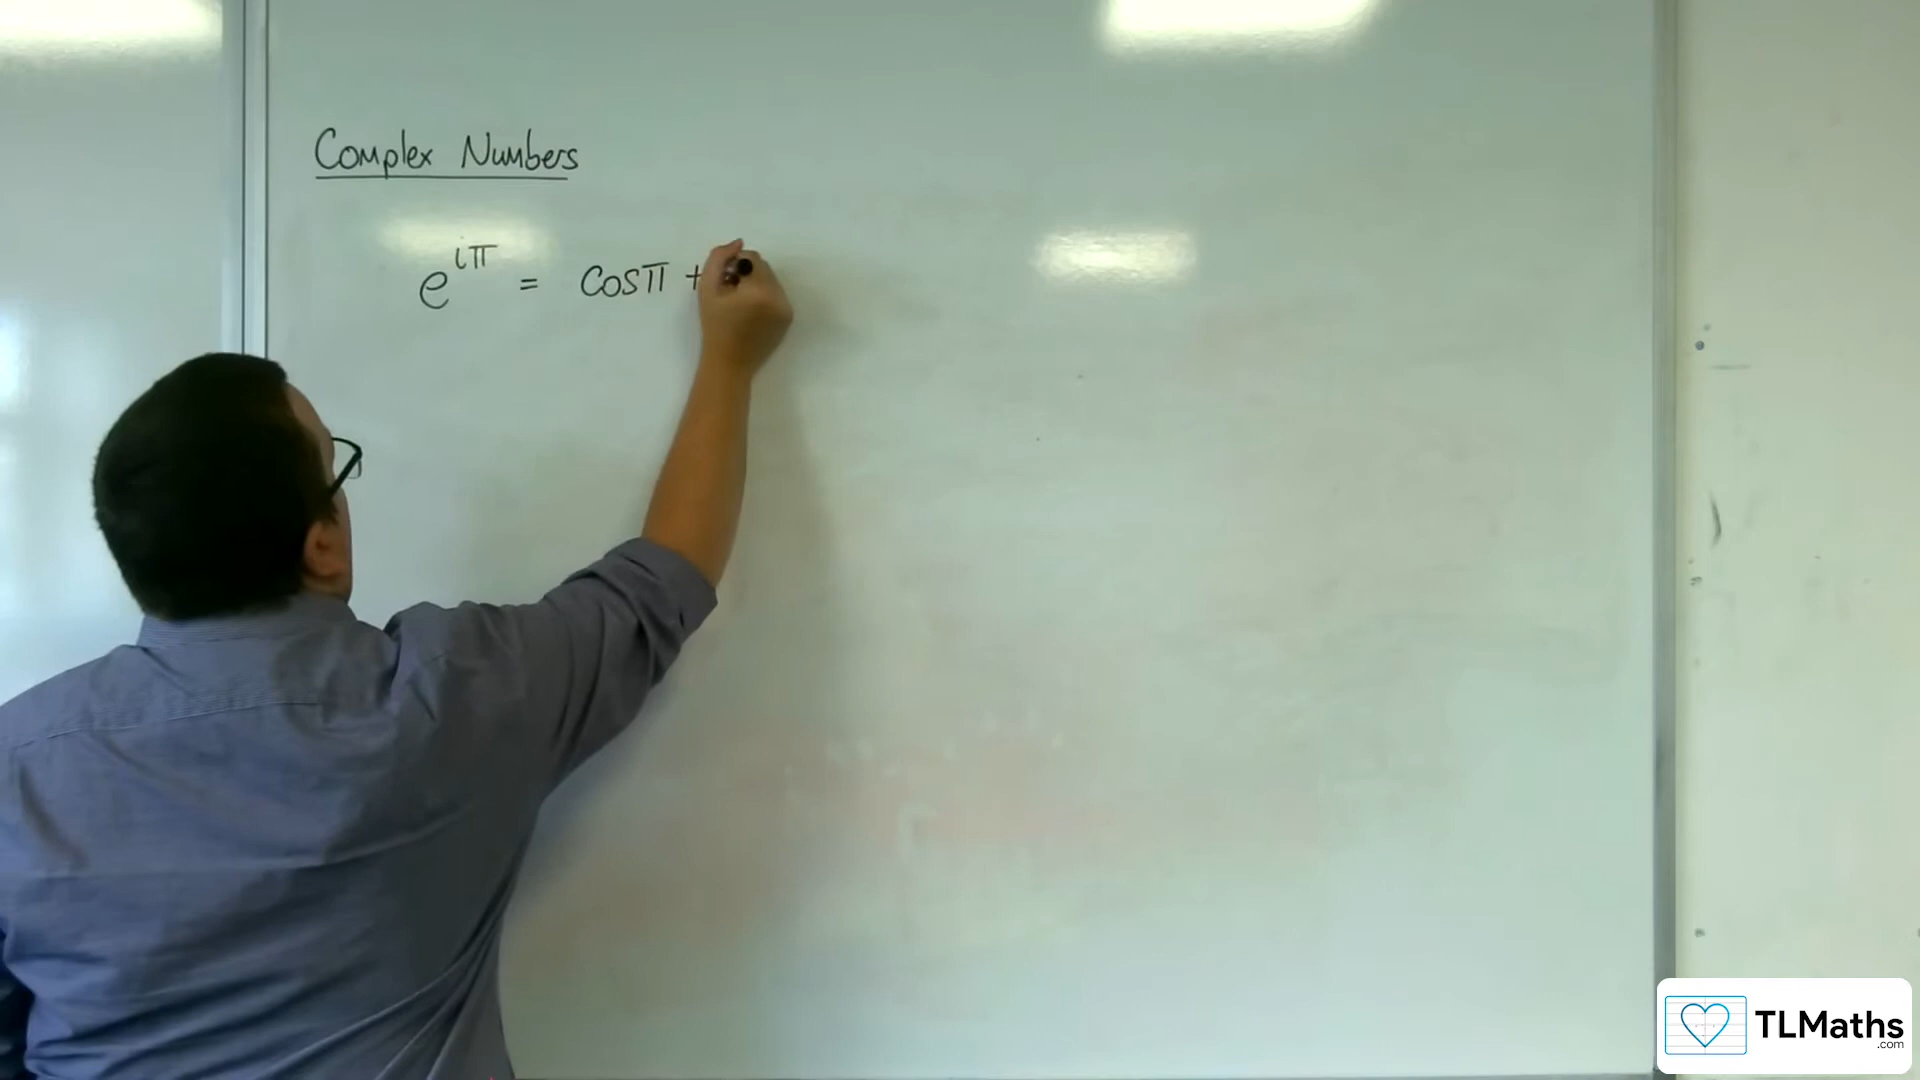 Complex Numbers
e^{iπ} = cosπ +
TLMaths
.com